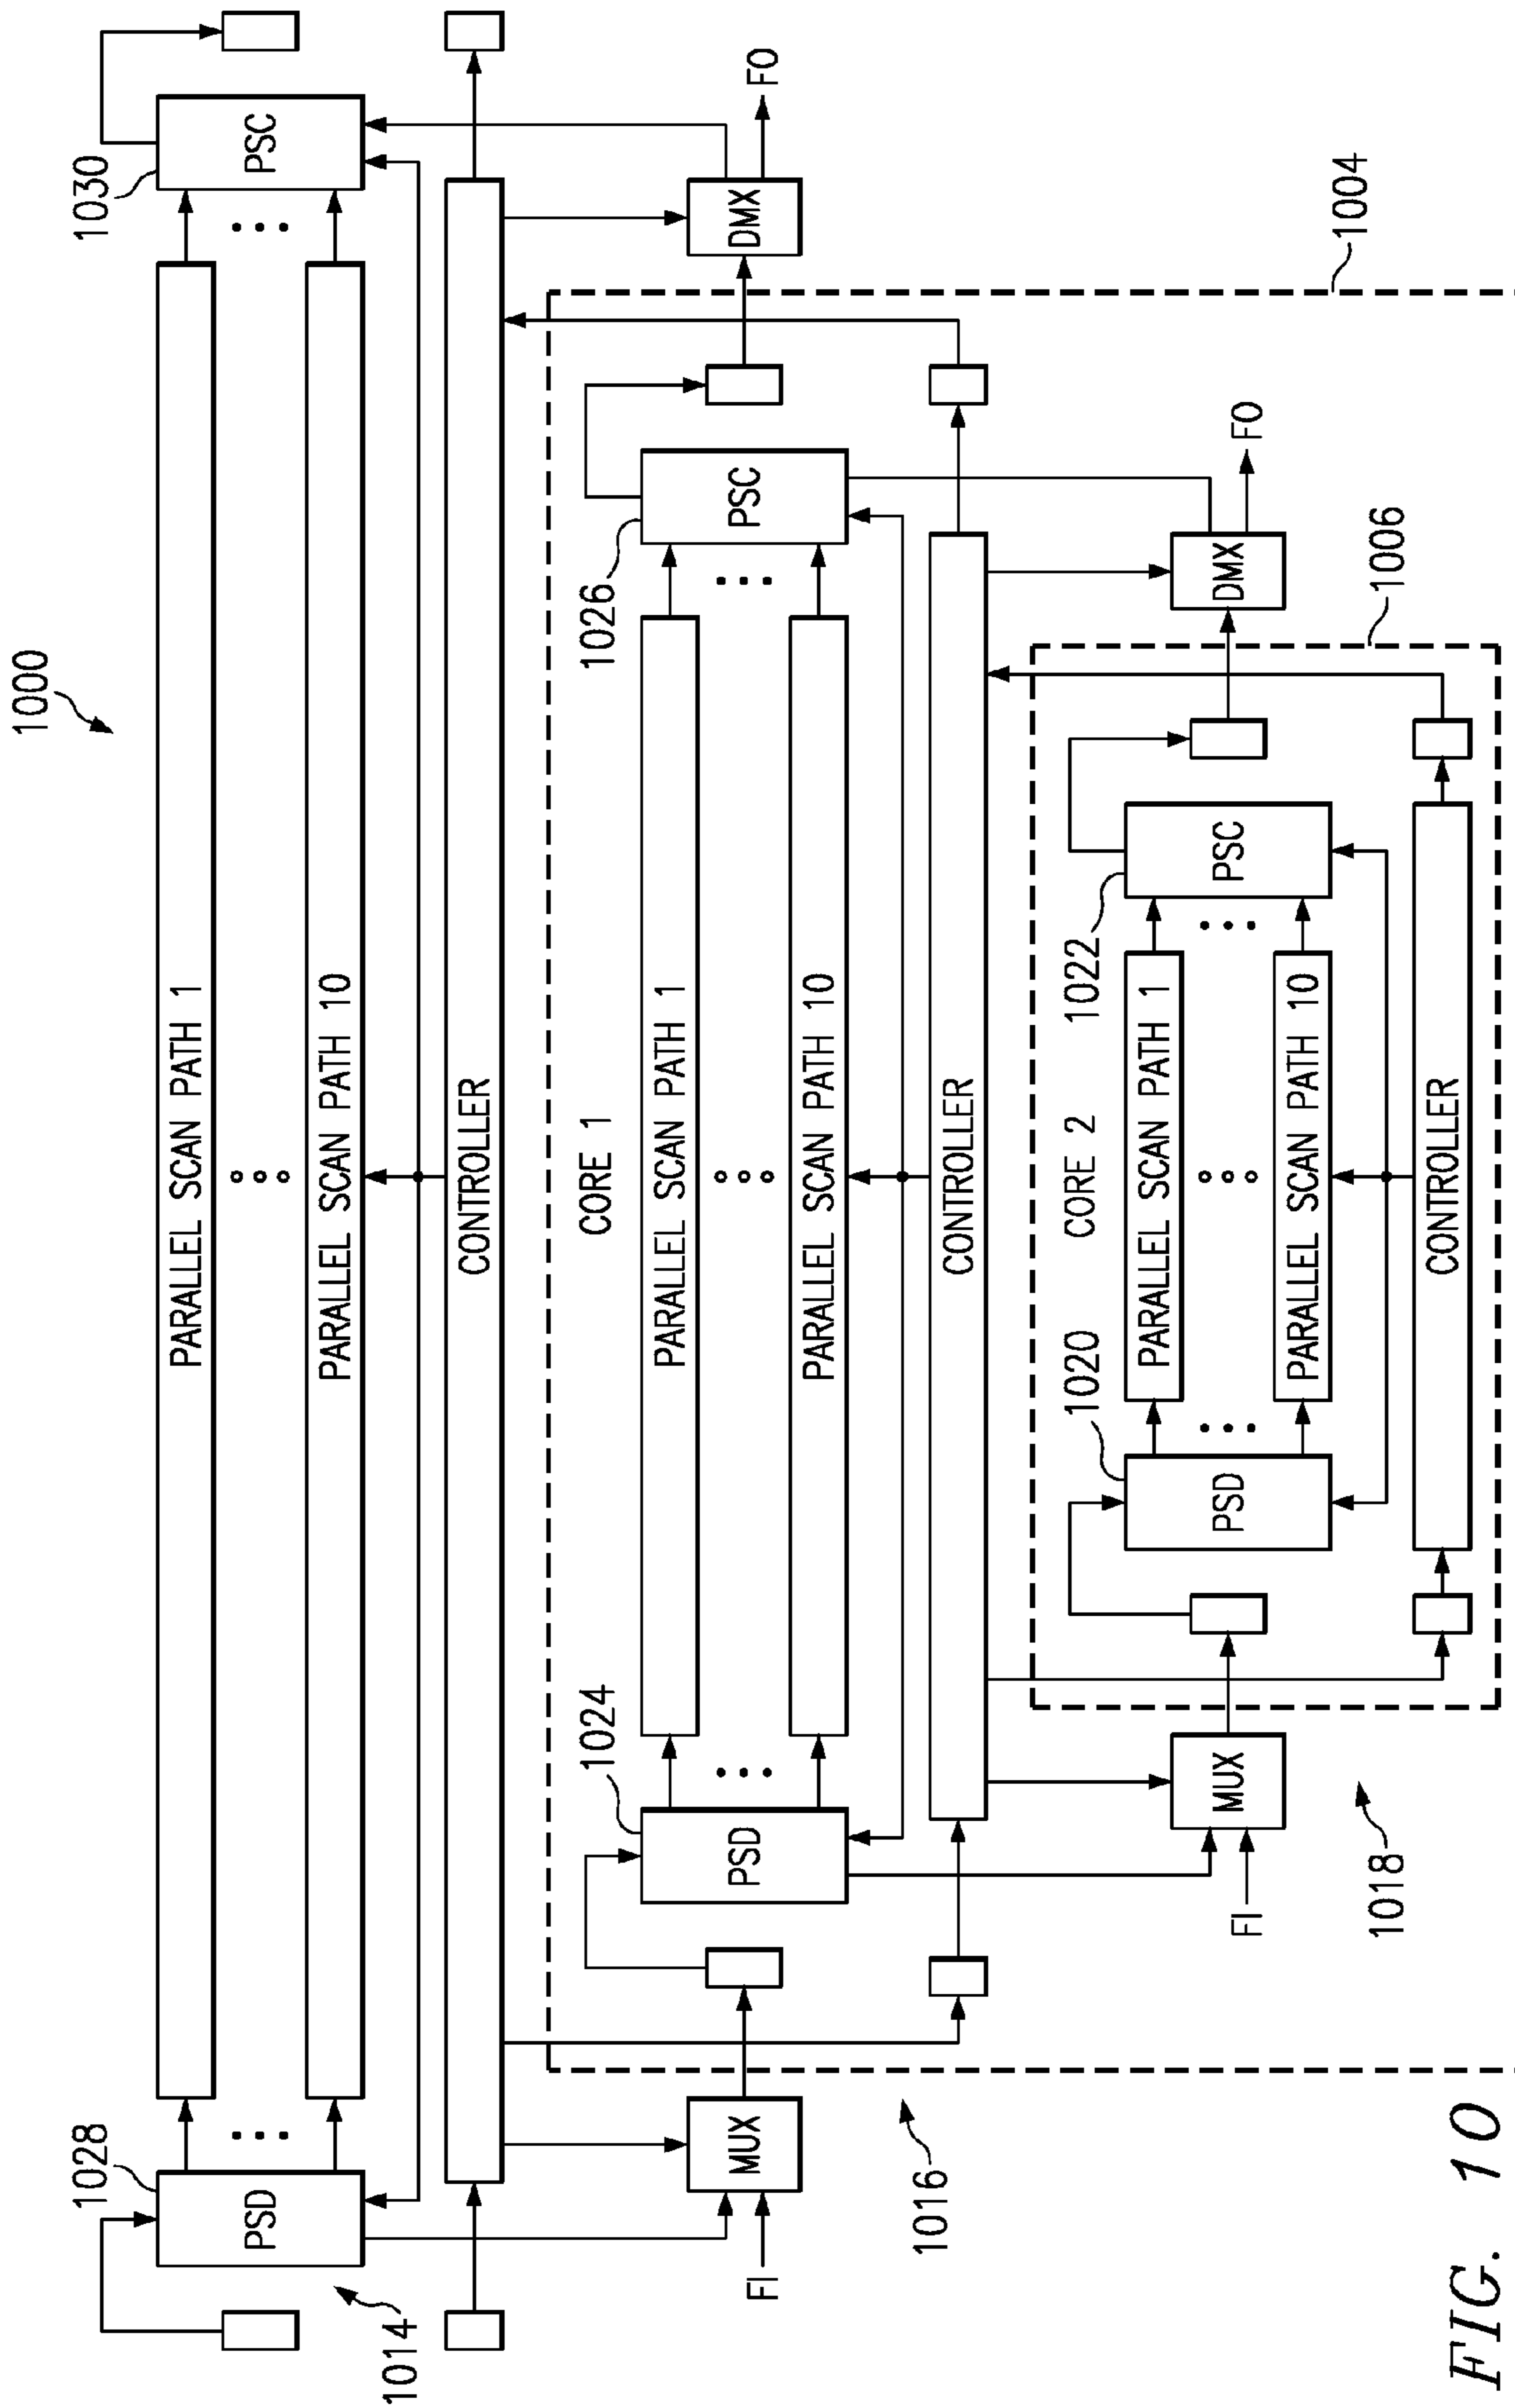 1000
1028
PSD
PARALLEL SCAN PATH 1
PARALLEL SCAN PATH 10
1030
PSC
1014
CONTROLLER
FI
MUX
DMX
FO
1016
1004
CORE 1
1024
PSD
PARALLEL SCAN PATH 1
PARALLEL SCAN PATH 10
1026
PSC
CONTROLLER
FI
MUX
DMX
FO
1018
1006
CORE 2
1020
PSD
PARALLEL SCAN PATH 1
PARALLEL SCAN PATH 10
1022
PSC
CONTROLLER
FIG. 10